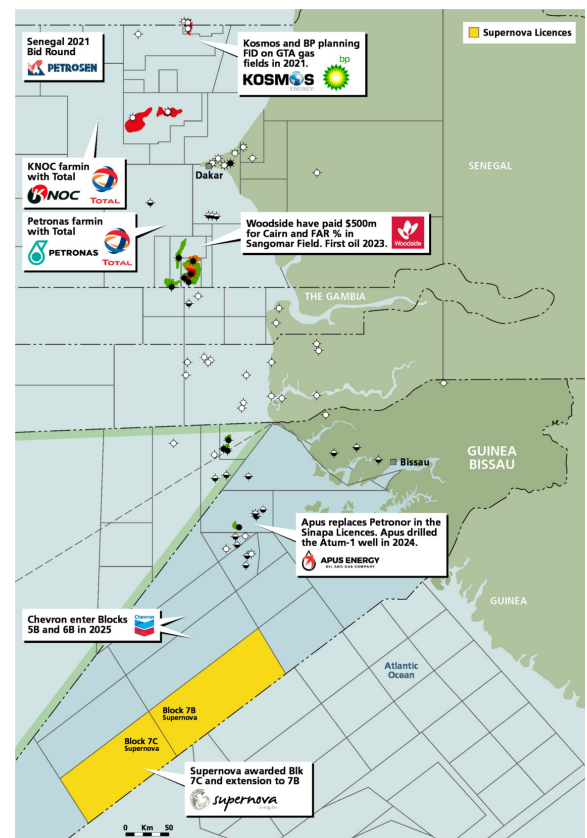 Senegal 2021
Bid Round
PETROSEN
Kosmos and BP planning
FID on GTA gas
fields in 2021.
KOSMOS
ENERGY
bp
Supernova Licences
SENEGAL
Dakar
KNOC farmin
with Total
KNOC
TOTAL
Petronas farmin
with Total
PETRONAS
TOTAL
Woodside have paid $500m
for Cairn and FAR % in
Sangomar Field. First oil 2023.
Woodside
THE GAMBIA
GUINEA
BISSAU
Bissau
Apus replaces Petronor in the
Sinapa Licences. Apus drilled
the Atum-1 well in 2024.
APUS ENERGY
OIL AND GAS COMPANY
GUINEA
Chevron enter Blocks
5B and 6B in 2025
Chevron
Atlantic
Ocean
Block 7B
Supernova
Block 7C
Supernova
Supernova awarded Blk
7C and extension to 7B
supernova
0 Km 50